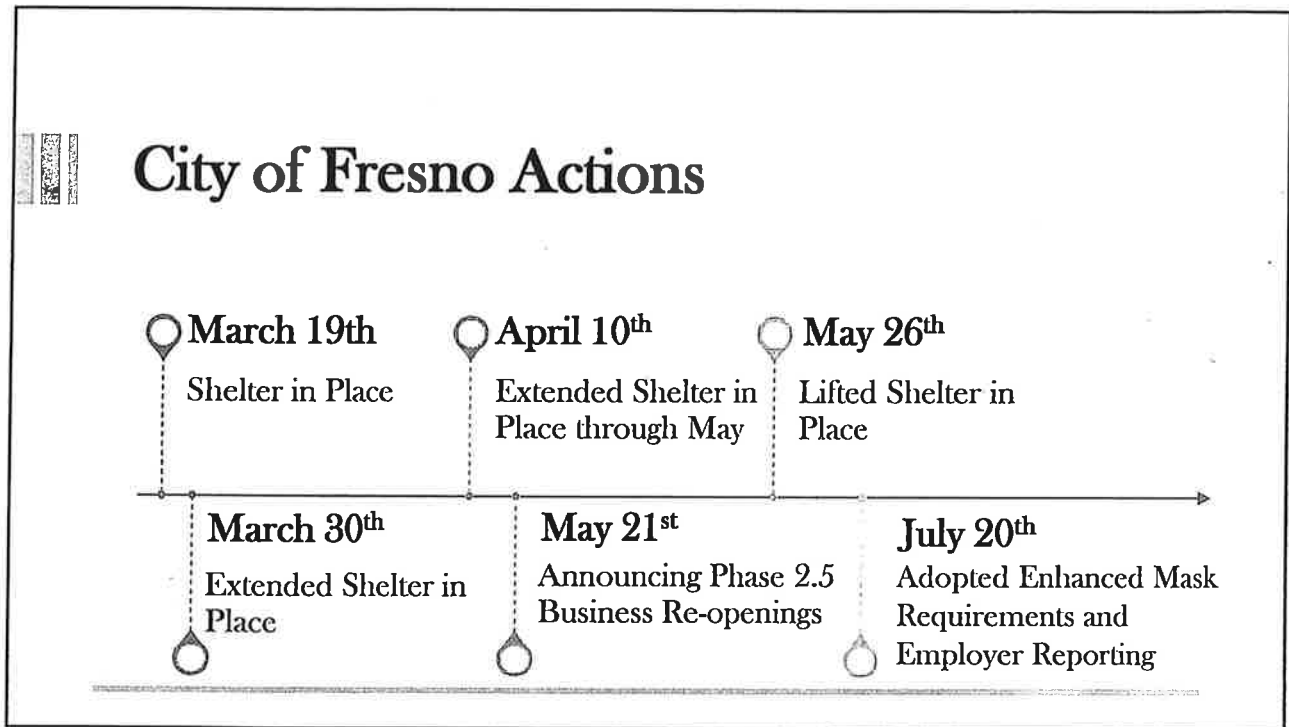 City of Fresno Actions
March 19th
Shelter in Place
April 10th
Extended Shelter in
Place through May
May 26th
Lifted Shelter in
Place
March 30th
Extended Shelter in
Place
May 21st
Announcing Phase 2.5
Business Re-openings
July 20th
Adopted Enhanced Mask
Requirements and
Employer Reporting